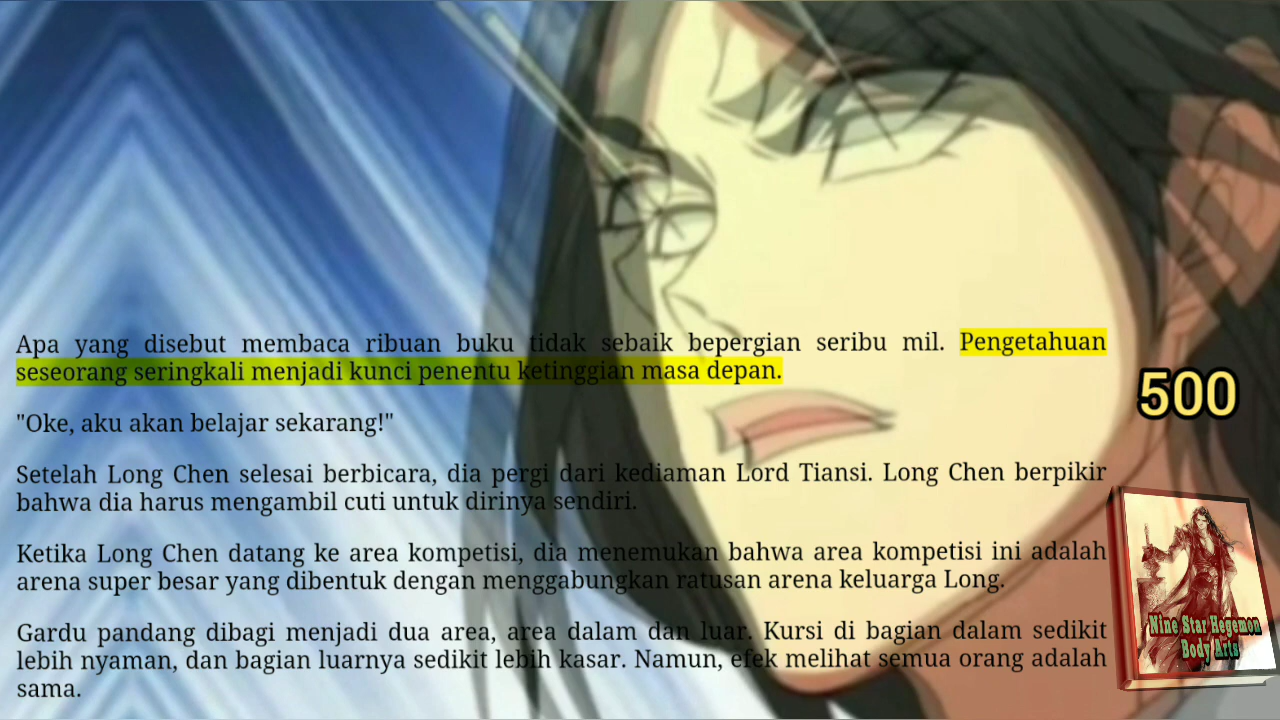 Apa yang disebut membaca ribuan buku tidak sebaik bepergian seribu mil. Pengetahuan
seseorang seringkali menjadi kunci penentu ketinggian masa depan.
"Oke, aku akan belajar sekarang!"
Setelah Long Chen selesai berbicara, dia pergi dari kediaman Lord Tiansi. Long Chen berpikir
bahwa dia harus mengambil cuti untuk dirinya sendiri.
Ketika Long Chen datang ke area kompetisi, dia menemukan bahwa area kompetisi ini adalah
arena super besar yang dibentuk dengan menggabungkan ratusan arena keluarga Long.
Gardu pandang dibagi menjadi dua area, area dalam dan luar. Kursi di bagian dalam sedikit
lebih nyaman, dan bagian luarnya sedikit lebih kasar. Namun, efek melihat semua orang adalah
sama.
500
Nine Star Hegemon
Body Arts